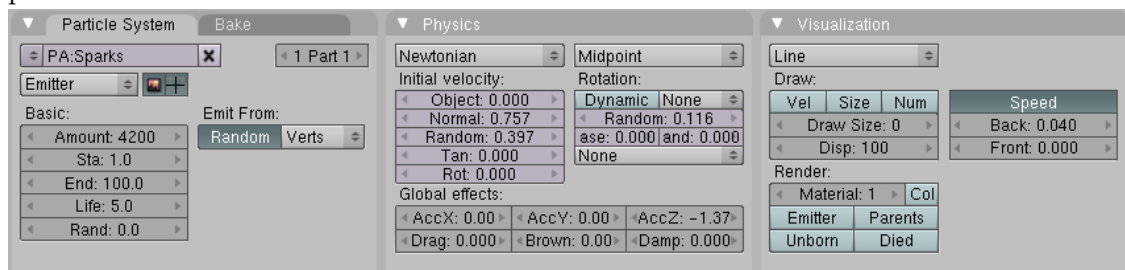 Particle System Bake
PA:Sparks 1 Part 1
Emitter
Basic: Emit From:
Amount: 4200 Random Verts
Sta: 1.0
End: 100.0
Life: 5.0
Rand: 0.0
Physics
Newtonian Midpoint
Initial velocity: Rotation:
Object: 0.000 Dynamic None
Normal: 0.757 Random: 0.116
Random: 0.397 ase: 0.000 and: 0.000
Tan: 0.000 None
Rot: 0.000
Global effects:
AccX: 0.00 AccY: 0.00 AccZ: -1.37
Drag: 0.000 Brown: 0.00 Damp: 0.000
Visualization
Line
Draw:
Vel Size Num Speed
Draw Size: 0 Back: 0.040
Disp: 100 Front: 0.000
Render:
Material: 1 Col
Emitter Parents
Unborn Died